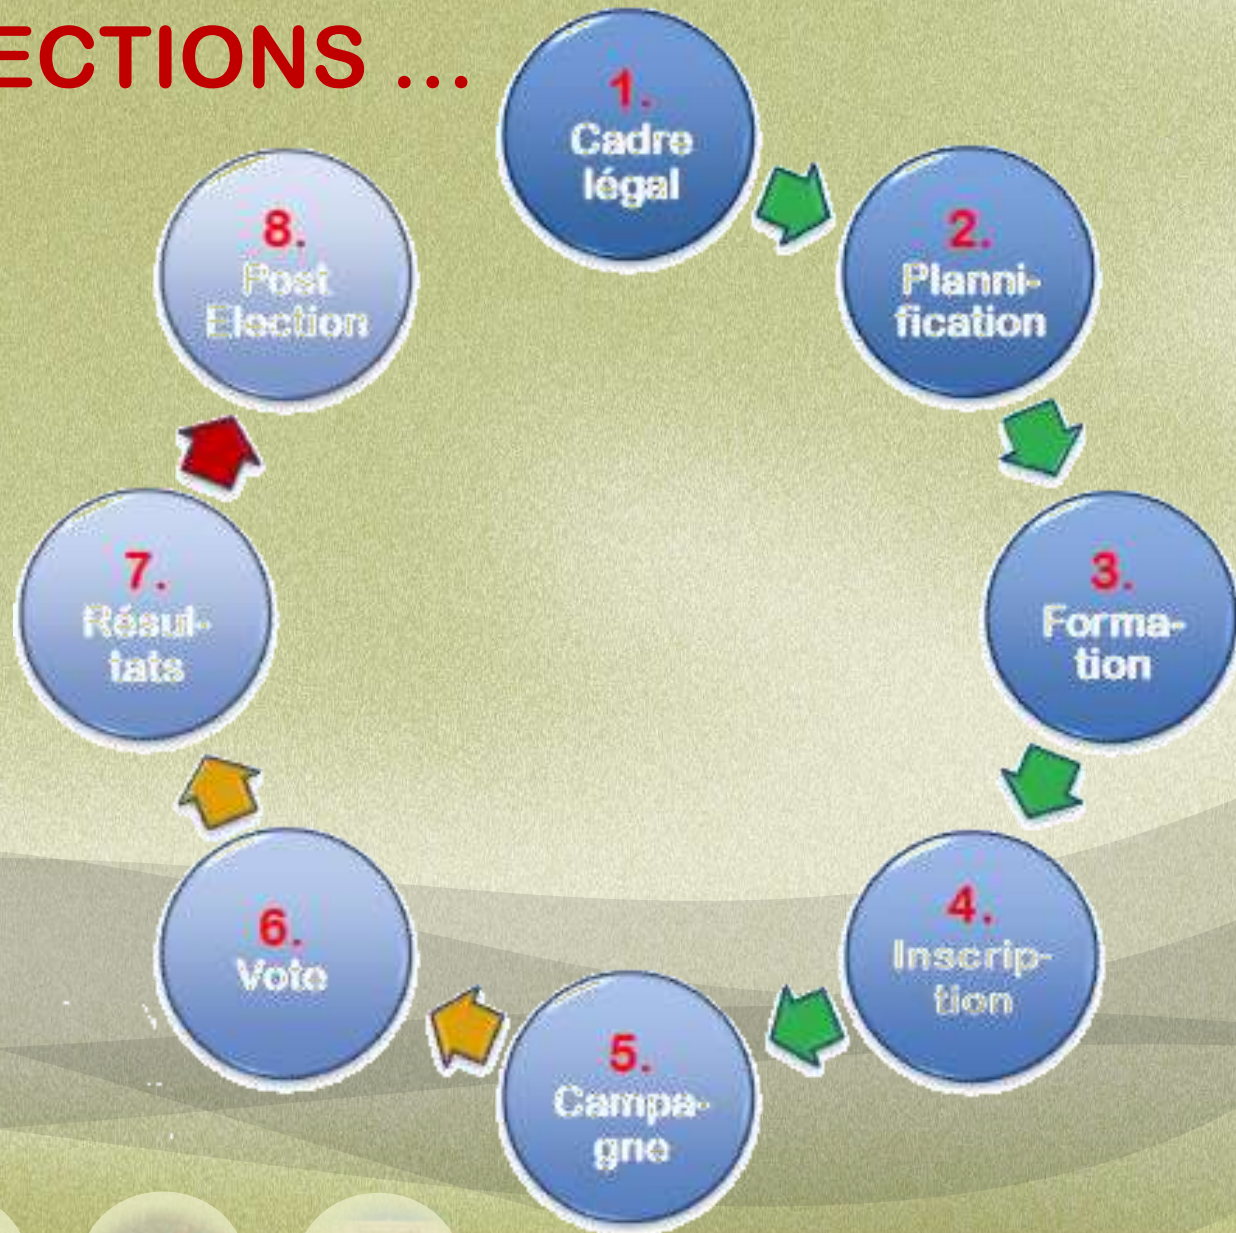 ECTIONS ...
1.
Cadre
légal
2.
Planni-
fication
3.
Forma-
tion
4.
Inscrip-
tion
5.
Campa-
gne
6.
Vote
7.
Résul-
tats
8.
Post
Election